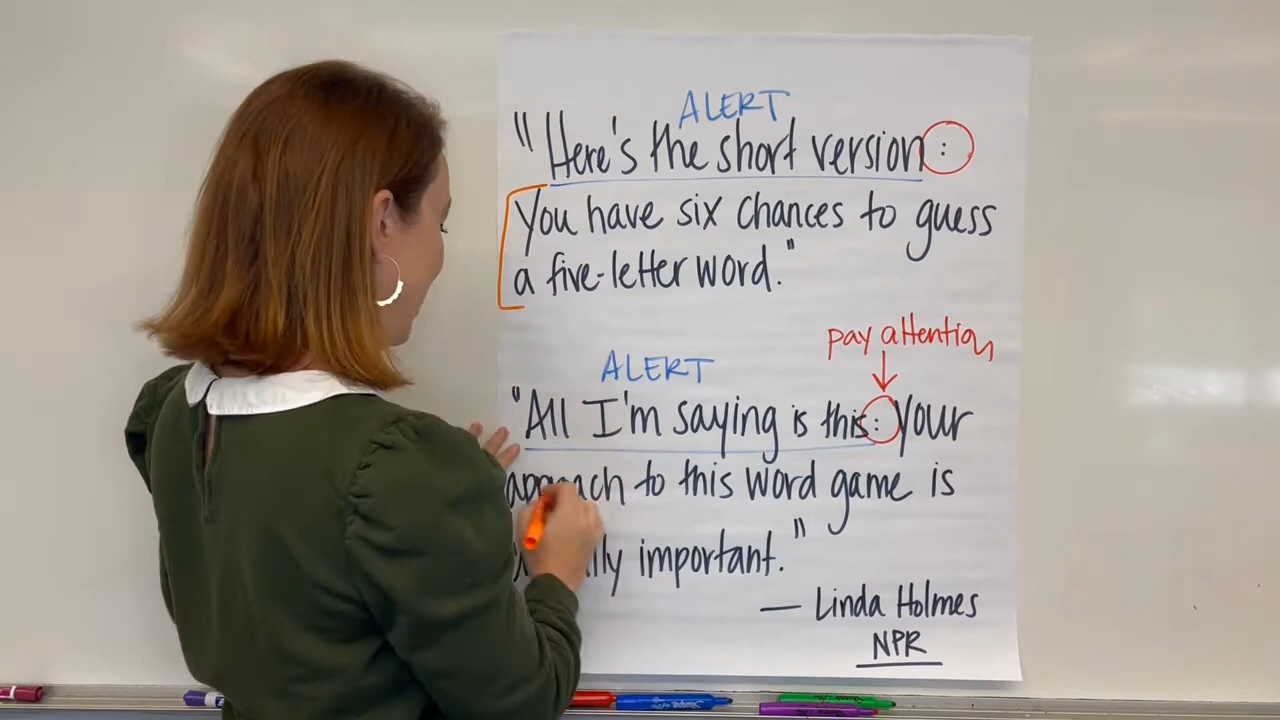 ALERT
"Here's the short version:
You have six chances to guess
a five-letter word."
pay attention
ALERT
"All I'm saying is this: Your
approach to this word game is
important."
— Linda Holmes
NPR